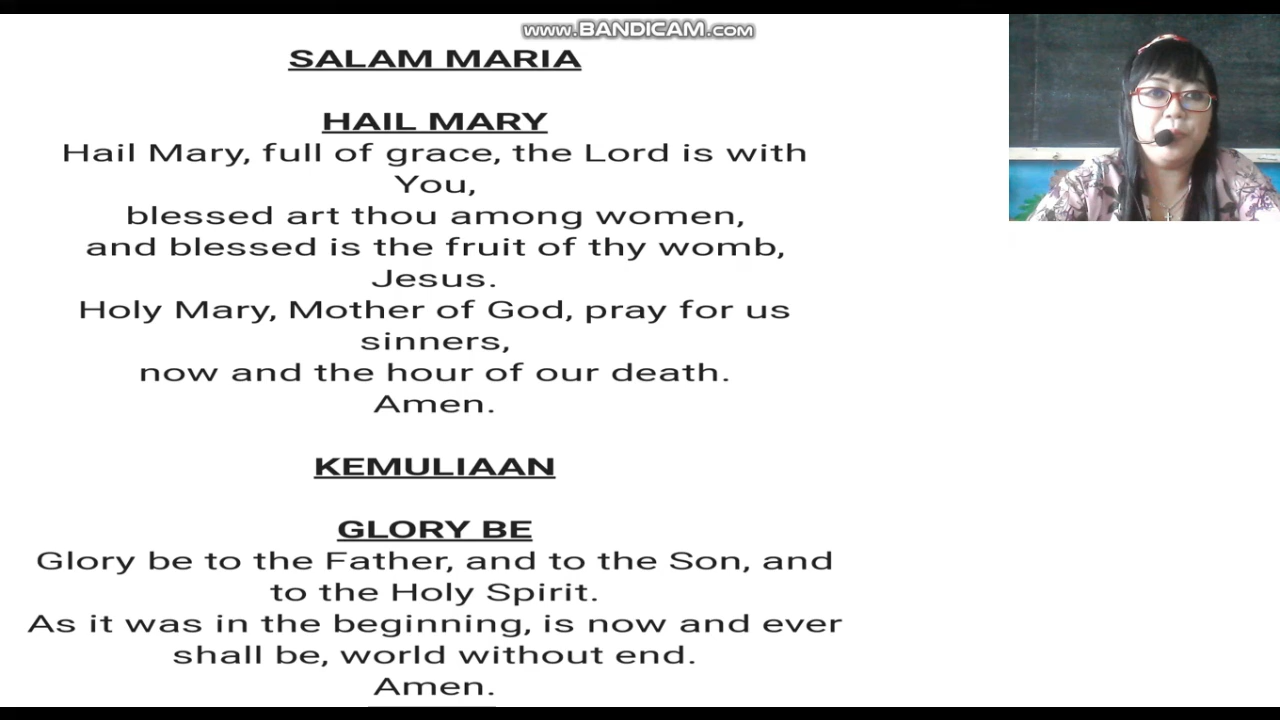 www.BANDICAM.com
SALAM MARIA
HAIL MARY
Hail Mary, full of grace, the Lord is with
You,
blessed art thou among women,
and blessed is the fruit of thy womb,
Jesus.
Holy Mary, Mother of God, pray for us
sinners,
now and the hour of our death.
Amen.
KEMULIAAN
GLORY BE
Glory be to the Father, and to the Son, and
to the Holy Spirit.
As it was in the beginning, is now and ever
shall be, world without end.
Amen.